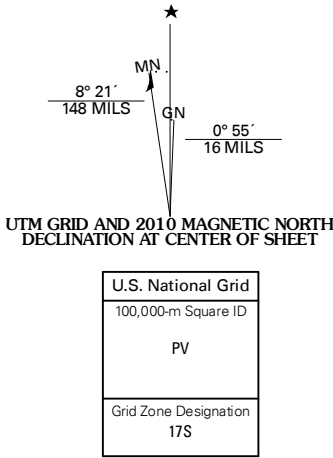 ★
MN
8° 21´
148 MILS
GN
0° 55´
16 MILS
UTM GRID AND 2010 MAGNETIC NORTH
DECLINATION AT CENTER OF SHEET
U.S. National Grid
100,000-m Square ID
PV
Grid Zone Designation
17S